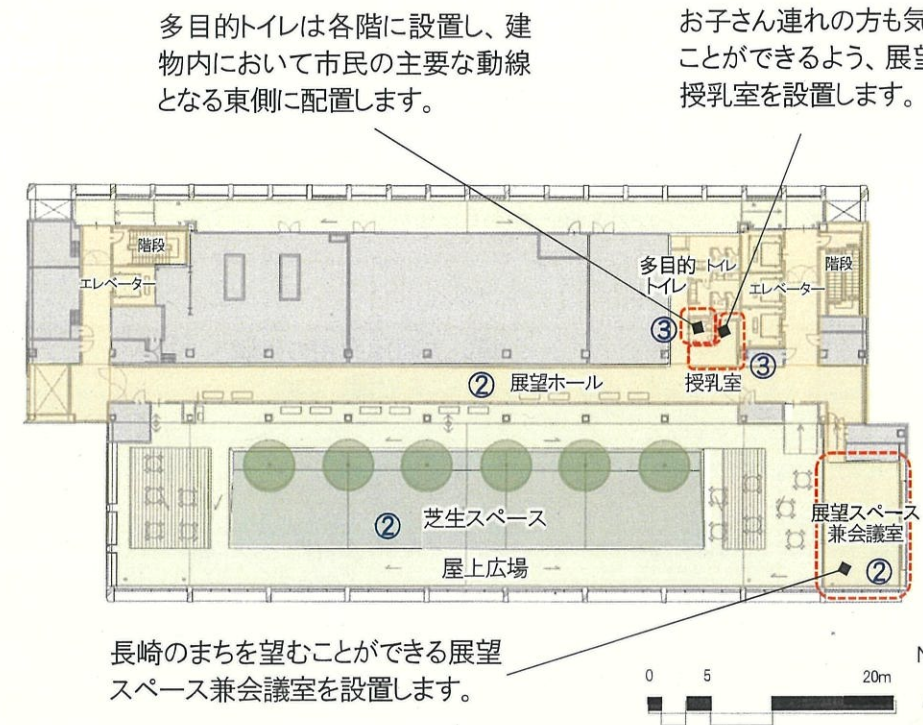 多目的トイレは各階に設置し、建
物内において市民の主要な動線
となる東側に配置します。
お子さん連れの方も気
ことができるよう、展望
授乳室を設置します。
階段
エレベーター
多目的
トイレ
トイレ
エレベーター
階段
③
③
② 展望ホール
授乳室
② 芝生スペース
屋上広場
展望スペース
兼会議室
②
長崎のまちを望むことができる展望
スペース兼会議室を設置します。
N
0 5 20m